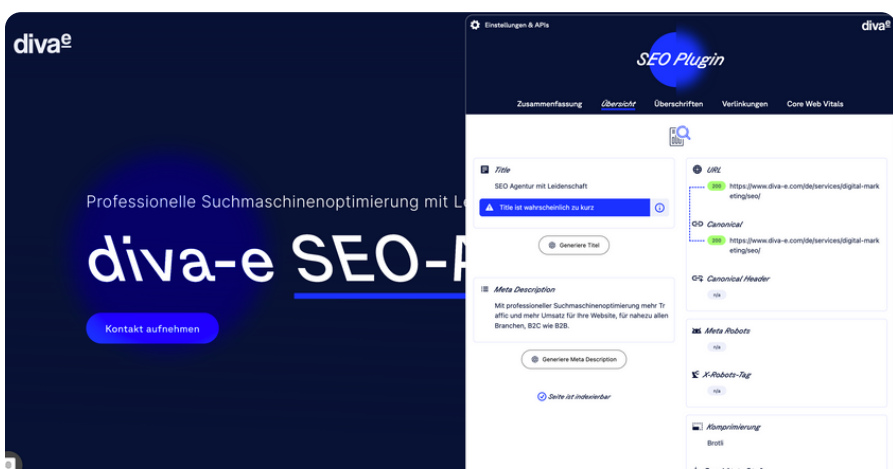 diva-e
Professionelle Suchmaschinenoptimierung mit
diva-e SEO-
Kontakt aufnehmen
Einstellungen & APIs
diva-e
SEO Plugin
Zusammenfassung Übersicht Überschriften Verlinkungen Core Web Vitals
Title
SEO Agentur mit Leidenschaft
Title ist wahrscheinlich zu kurz
Generiere Titel
Meta Description
Mit professioneller Suchmaschinenoptimierung mehr Tr
affic und mehr Umsatz für Ihre Website, für nahezu allen
Branchen, B2C wie B2B.
Generiere Meta Description
Seite ist indexierbar
URL
200 https://www.diva-e.com/de/services/digital-mark
eting/seo/
Canonical
200 https://www.diva-e.com/de/services/digital-mark
eting/seo/
Canonical Header
n/a
Meta Robots
n/a
X-Robots-Tag
n/a
Komprimierung
Brotli